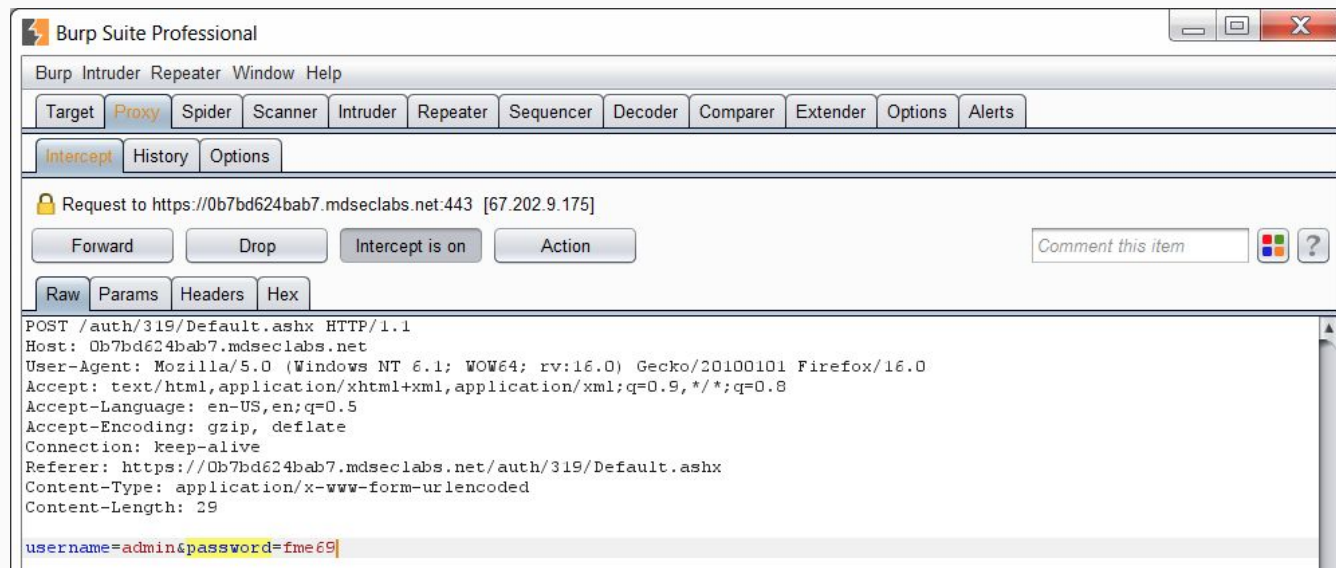 Burp Suite Professional
Burp Intruder Repeater Window Help
Target Proxy Spider Scanner Intruder Repeater Sequencer Decoder Comparer Extender Options Alerts
Intercept History Options
Request to https://0b7bd624bab7.mdseclabs.net:443 [67.202.9.175]
Forward Drop Intercept is on Action Comment this item ?
Raw Params Headers Hex
POST /auth/319/Default.ashx HTTP/1.1
Host: 0b7bd624bab7.mdseclabs.net
User-Agent: Mozilla/5.0 (Windows NT 6.1; WOW64; rv:16.0) Gecko/20100101 Firefox/16.0
Accept: text/html,application/xhtml+xml,application/xml;q=0.9,*/*;q=0.8
Accept-Language: en-US,en;q=0.5
Accept-Encoding: gzip, deflate
Connection: keep-alive
Referer: https://0b7bd624bab7.mdseclabs.net/auth/319/Default.ashx
Content-Type: application/x-www-form-urlencoded
Content-Length: 29
username=admin&password=fme69